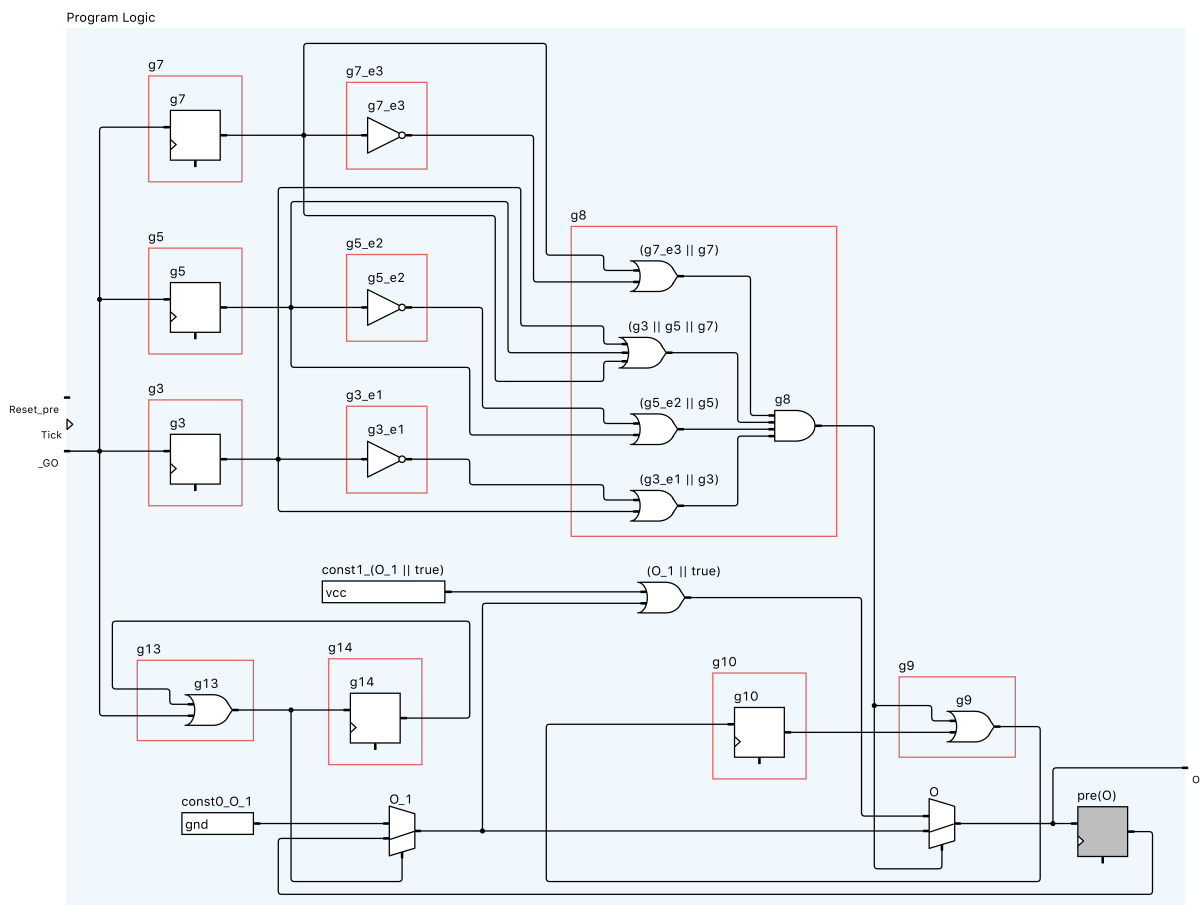 Program Logic
g7
g7
g7_e3
g7_e3
g5
g5
g5_e2
g5_e2
g3
g3
g3_e1
g3_e1
g8
(g7_e3 || g7)
(g3 || g5 || g7)
(g5_e2 || g5)
g8
(g3_e1 || g3)
Reset_pre
Tick
_GO
const1_(O_1 || true)
vcc
(O_1 || true)
g13
g13
g14
g14
g10
g10
g9
g9
const0_O_1
gnd
O_1
O
pre(O)
O